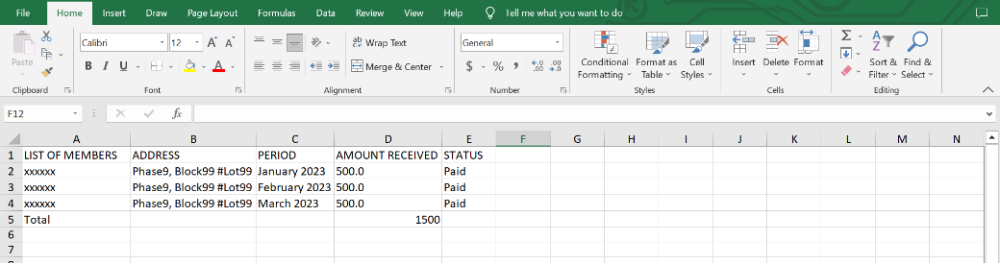 File Home Insert Draw Page Layout Formulas Data Review View Help Tell me what you want to do
Calibri 12 A A ab Wrap Text General
Paste B I U A Merge & Center $ % , .00 Conditional Formatting Format as Table Cell Styles Insert Delete Format Sort & Filter Find & Select
Clipboard Font Alignment Number Styles Cells Editing
F12 fx
A B C D E F G H I J K L M N
1 LIST OF MEMBERS ADDRESS PERIOD AMOUNT RECEIVED STATUS
2 xxxxxx Phase9, Block99 #Lot99 January 2023 500.0 Paid
3 xxxxxx Phase9, Block99 #Lot99 February 2023 500.0 Paid
4 xxxxxx Phase9, Block99 #Lot99 March 2023 500.0 Paid
5 Total 1500
6
7